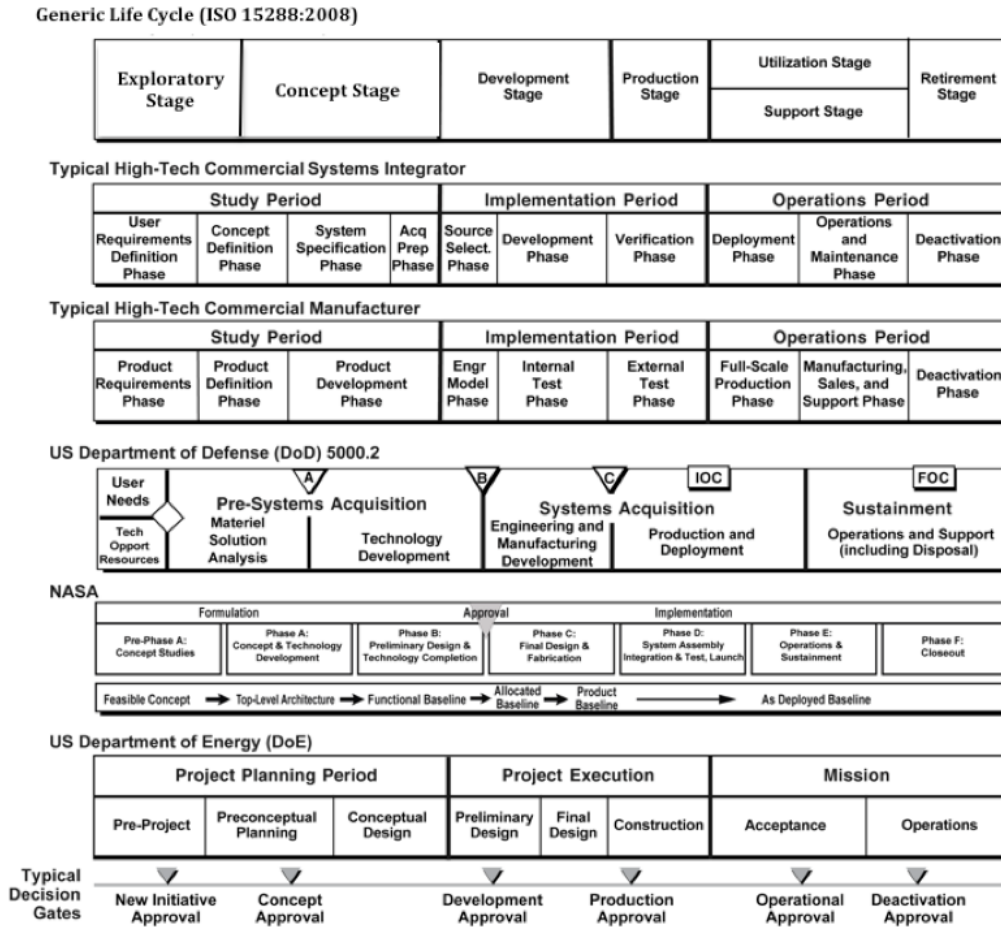 Generic Life Cycle (ISO 15288:2008)
Exploratory
Stage
Concept Stage
Development
Stage
Production
Stage
Utilization Stage
Support Stage
Retirement
Stage
Typical High-Tech Commercial Systems Integrator
Study Period
Implementation Period
Operations Period
User
Requirements
Definition
Phase
Concept
Definition
Phase
System
Specification
Phase
Acq
Prep
Phase
Source
Select.
Phase
Development
Phase
Verification
Phase
Deployment
Phase
Operations
and
Maintenance
Phase
Deactivation
Phase
Typical High-Tech Commercial Manufacturer
Study Period
Implementation Period
Operations Period
Product
Requirements
Phase
Product
Definition
Phase
Product
Development
Phase
Engr
Model
Phase
Internal
Test
Phase
External
Test
Phase
Full-Scale
Production
Phase
Manufacturing,
Sales, and
Support Phase
Deactivation
Phase
US Department of Defense (DoD) 5000.2
User
Needs
Tech
Opport
Resources
A
B
C
IOC
FOC
Pre-Systems Acquisition
Materiel
Solution
Analysis
Technology
Development
Systems Acquisition
Engineering and
Manufacturing
Development
Production and
Deployment
Sustainment
Operations and Support
(including Disposal)
NASA
Formulation
Approval
Implementation
Pre-Phase A:
Concept Studies
Phase A:
Concept & Technology
Development
Phase B:
Preliminary Design &
Technology Completion
Phase C:
Final Design &
Fabrication
Phase D:
System Assembly
Integration & Test, Launch
Phase E:
Operations &
Sustainment
Phase F:
Closeout
Feasible Concept
Top-Level Architecture
Functional Baseline
Allocated
Baseline
Product
Baseline
As Deployed Baseline
US Department of Energy (DoE)
Project Planning Period
Project Execution
Mission
Pre-Project
Preconceptual
Planning
Conceptual
Design
Preliminary
Design
Final
Design
Construction
Acceptance
Operations
Typical
Decision
Gates
New Initiative
Approval
Concept
Approval
Development
Approval
Production
Approval
Operational
Approval
Deactivation
Approval